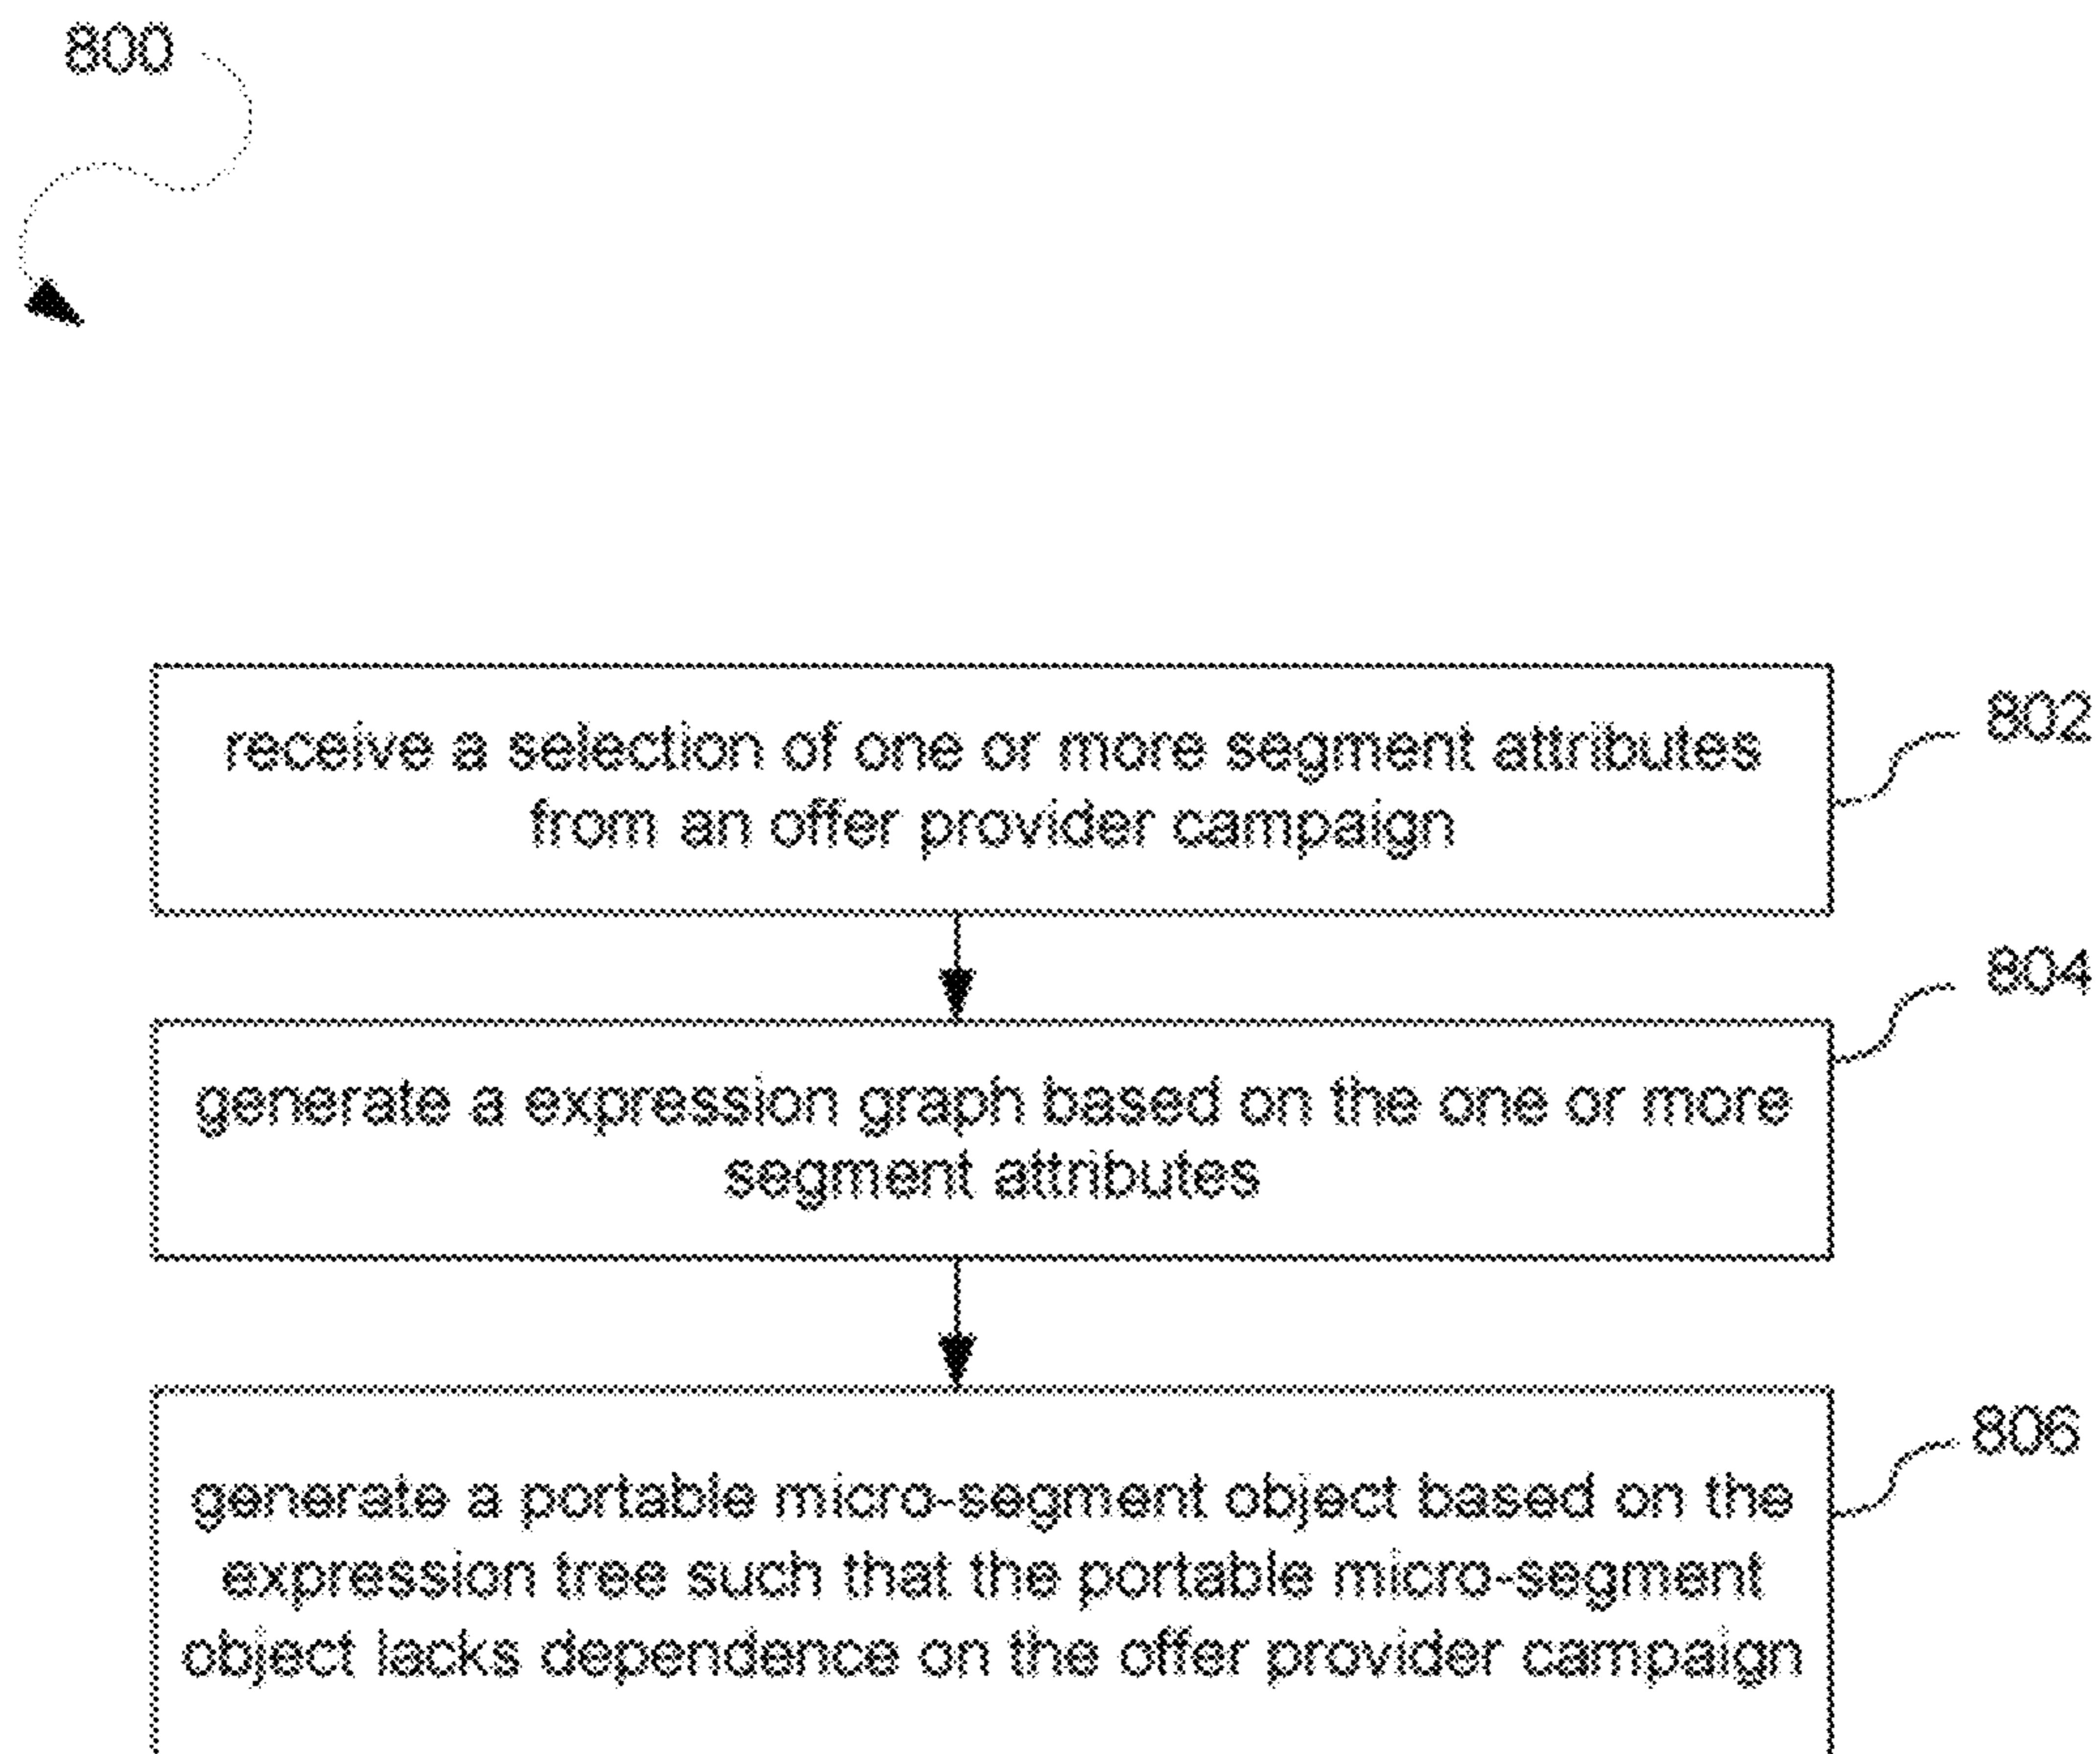 800
receive a selection of one or more segment attributes
from an offer provider campaign
802
generate a expression graph based on the one or more
segment attributes
804
generate a portable micro-segment object based on the
expression tree such that the portable micro-segment
object lacks dependence on the offer provider campaign
806